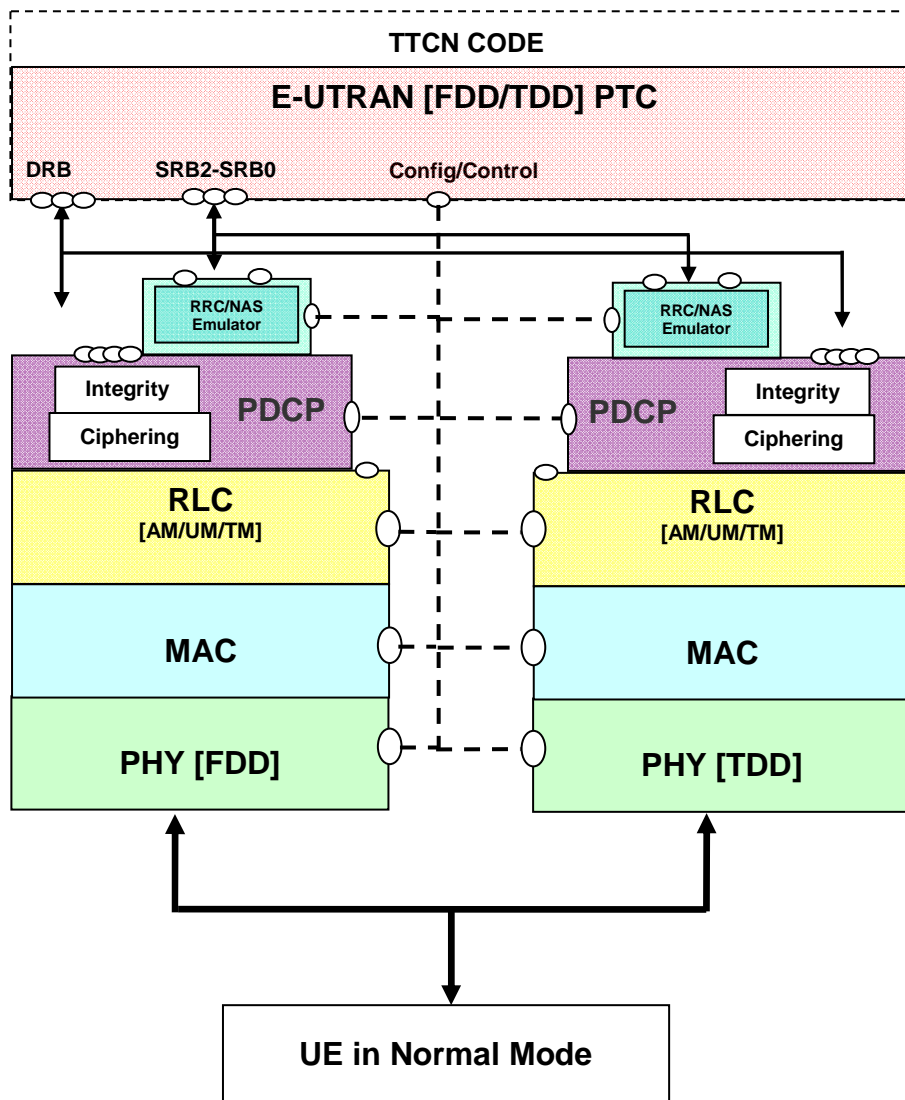 TTCN CODE
E-UTRAN [FDD/TDD] PTC
DRB
SRB2-SRB0
Config/Control
RRC/NAS
Emulator
RRC/NAS
Emulator
Integrity
Ciphering
PDCP
PDCP
Integrity
Ciphering
RLC
[AM/UM/TM]
RLC
[AM/UM/TM]
MAC
MAC
PHY [FDD]
PHY [TDD]
UE in Normal Mode